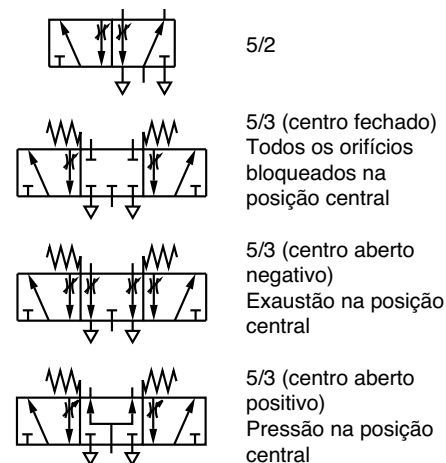 5/2
5/3 (centro fechado)
Todos os orifícios
bloqueados na
posição central
5/3 (centro aberto
negativo)
Exaustão na posição
central
5/3 (centro aberto
positivo)
Pressão na posição
central